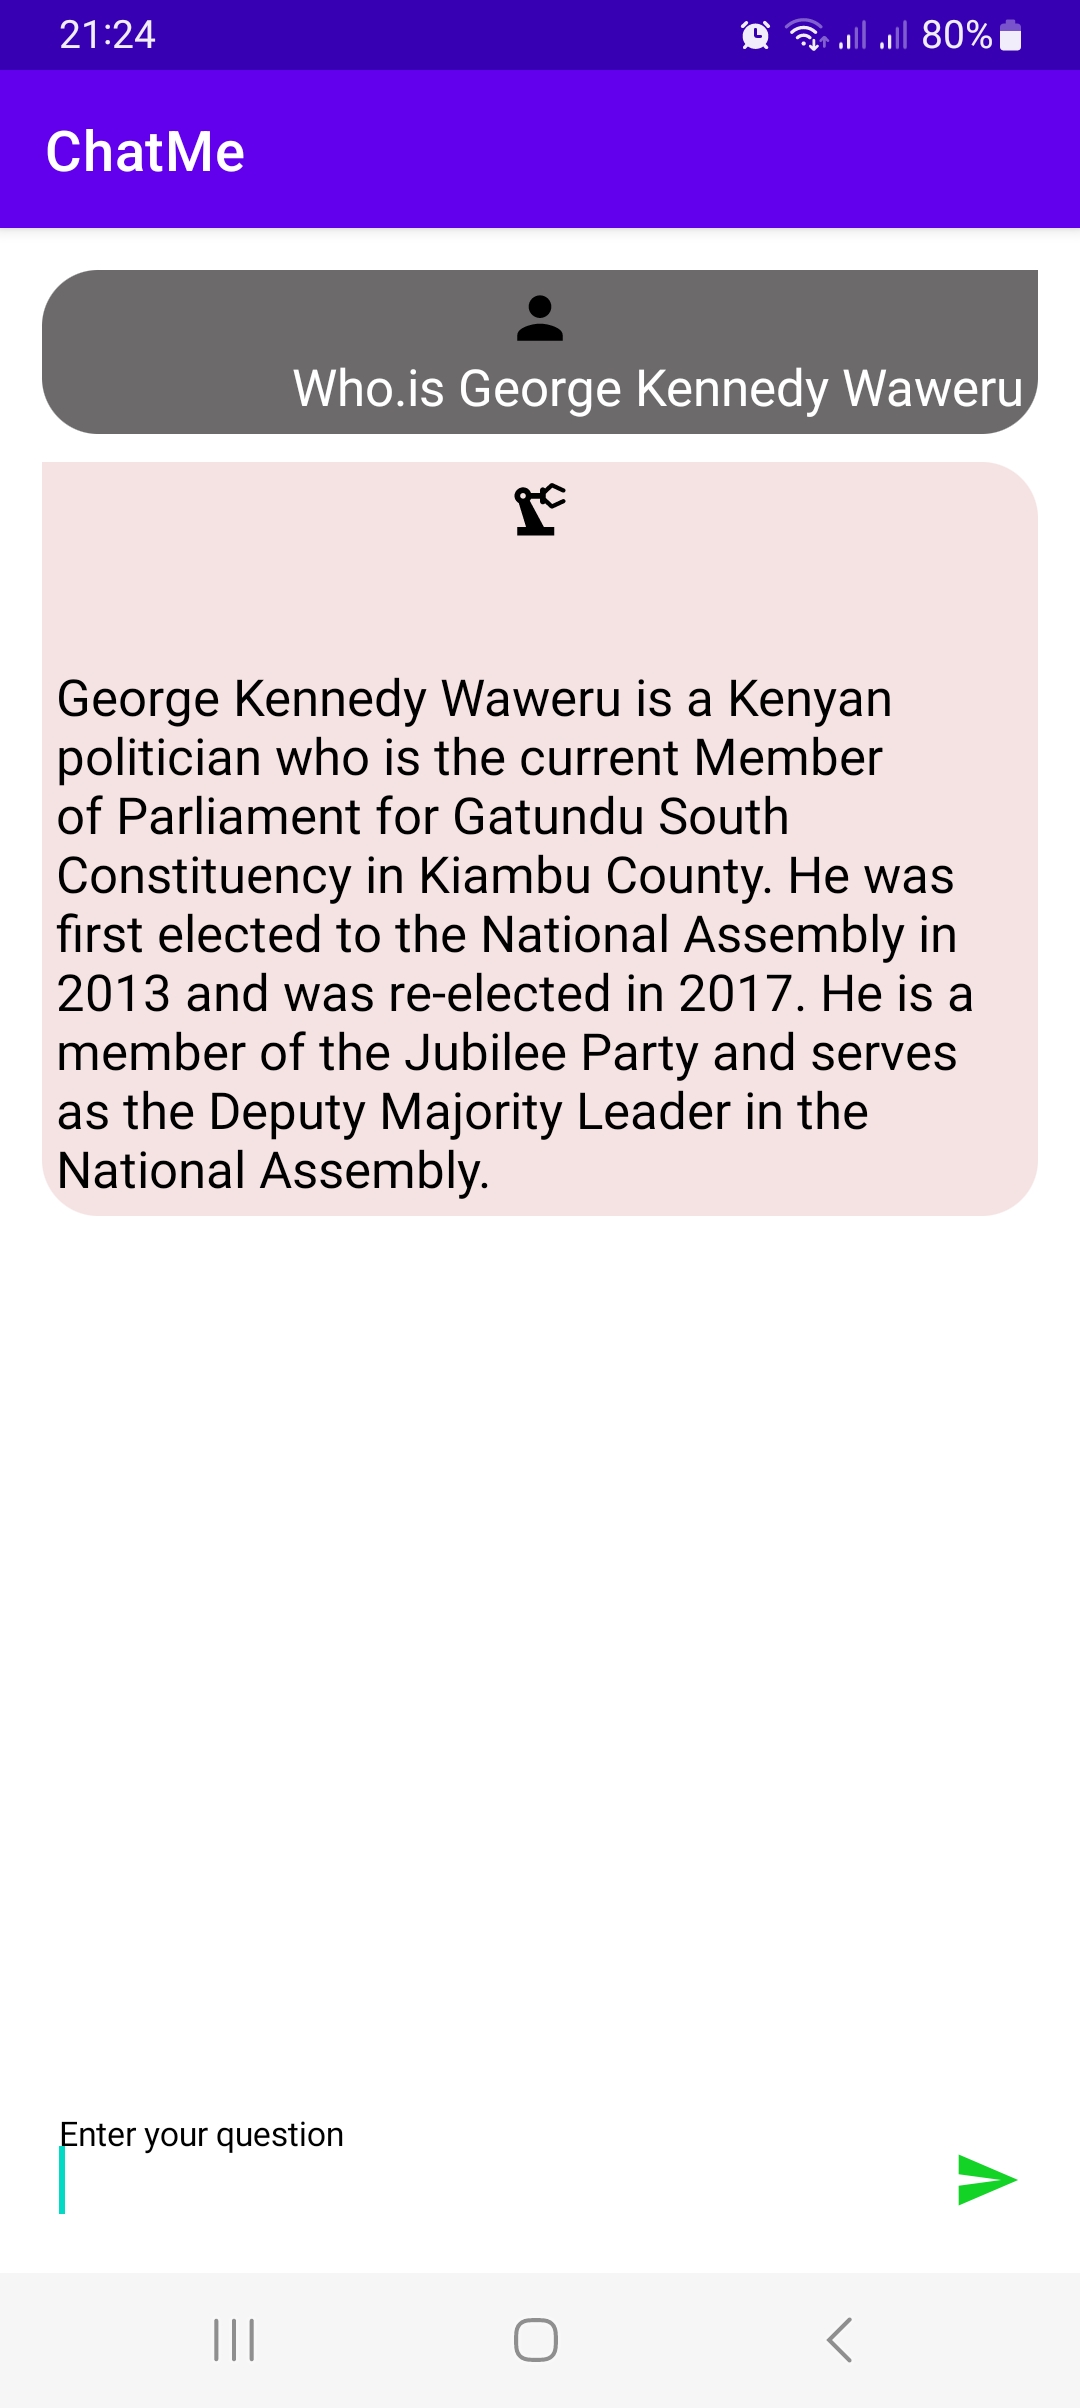 21:24
80%
ChatMe
Who.is George Kennedy Waweru
George Kennedy Waweru is a Kenyan
politician who is the current Member
of Parliament for Gatundu South
Constituency in Kiambu County. He was
first elected to the National Assembly in
2013 and was re-elected in 2017. He is a
member of the Jubilee Party and serves
as the Deputy Majority Leader in the
National Assembly.
Enter your question